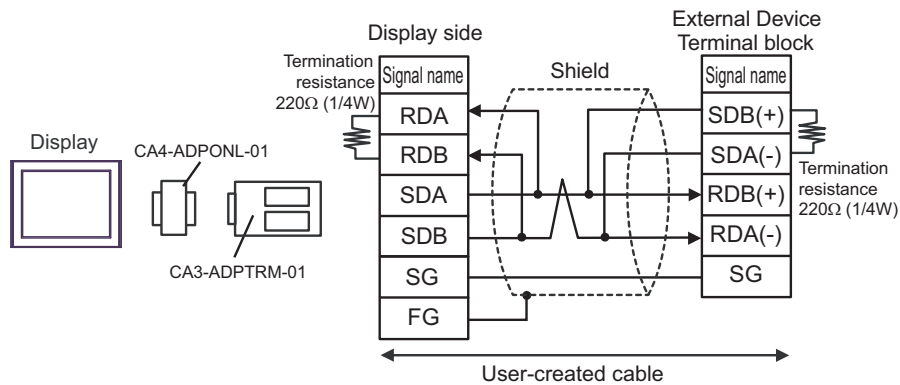 Display side
External Device
Terminal block
Termination
resistance
220Ω (1/4W)
Signal name
Shield
Signal name
RDA
SDB(+)
RDB
SDA(-)
Display
CA4-ADPONL-01
Termination
resistance
220Ω (1/4W)
SDA
RDB(+)
SDB
RDA(-)
CA3-ADPTRM-01
SG
SG
FG
User-created cable